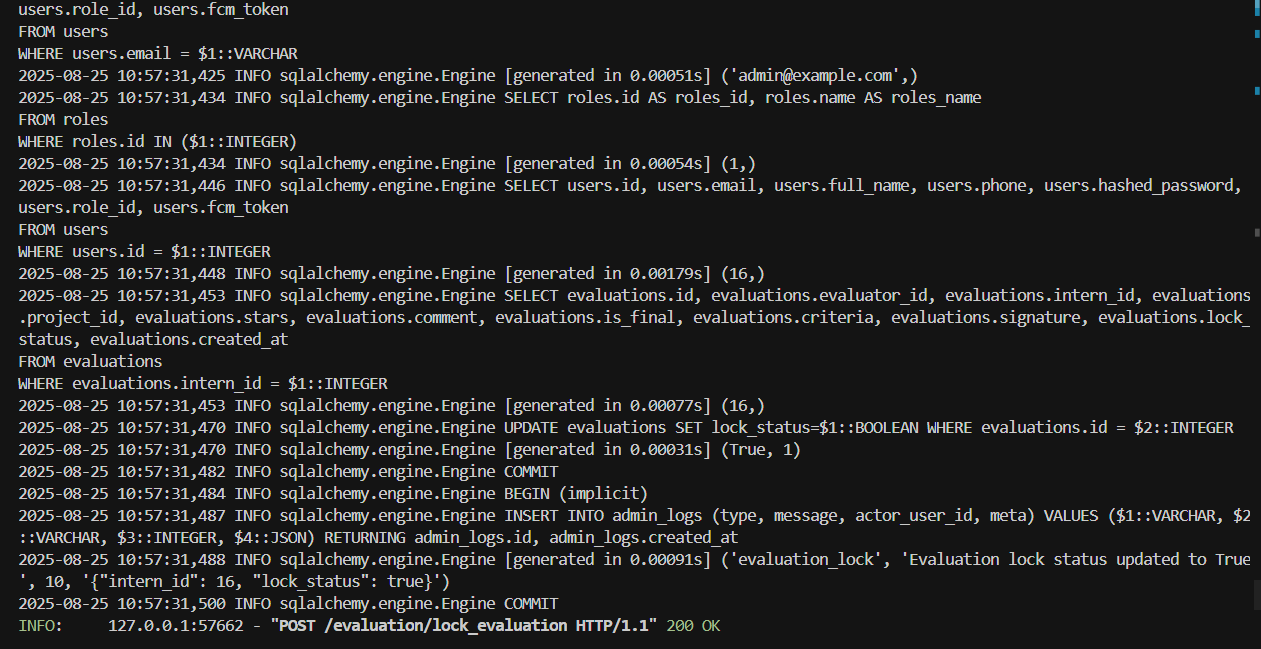 users.role_id, users.fcm_token
FROM users
WHERE users.email = $1::VARCHAR
2025-08-25 10:57:31,425 INFO sqlalchemy.engine.Engine [generated in 0.00051s] ('admin@example.com',)
2025-08-25 10:57:31,434 INFO sqlalchemy.engine.Engine SELECT roles.id AS roles_id, roles.name AS roles_name
FROM roles
WHERE roles.id IN ($1::INTEGER)
2025-08-25 10:57:31,434 INFO sqlalchemy.engine.Engine [generated in 0.00054s] (1,)
2025-08-25 10:57:31,446 INFO sqlalchemy.engine.Engine SELECT users.id, users.email, users.full_name, users.phone, users.hashed_password,
users.role_id, users.fcm_token
FROM users
WHERE users.id = $1::INTEGER
2025-08-25 10:57:31,448 INFO sqlalchemy.engine.Engine [generated in 0.00179s] (16,)
2025-08-25 10:57:31,453 INFO sqlalchemy.engine.Engine SELECT evaluations.id, evaluations.evaluator_id, evaluations.intern_id, evaluations
.project_id, evaluations.stars, evaluations.comment, evaluations.is_final, evaluations.criteria, evaluations.signature, evaluations.lock_
status, evaluations.created_at
FROM evaluations
WHERE evaluations.intern_id = $1::INTEGER
2025-08-25 10:57:31,453 INFO sqlalchemy.engine.Engine [generated in 0.00077s] (16,)
2025-08-25 10:57:31,470 INFO sqlalchemy.engine.Engine UPDATE evaluations SET lock_status=$1::BOOLEAN WHERE evaluations.id = $2::INTEGER
2025-08-25 10:57:31,470 INFO sqlalchemy.engine.Engine [generated in 0.00031s] (True, 1)
2025-08-25 10:57:31,482 INFO sqlalchemy.engine.Engine COMMIT
2025-08-25 10:57:31,484 INFO sqlalchemy.engine.Engine BEGIN (implicit)
2025-08-25 10:57:31,487 INFO sqlalchemy.engine.Engine INSERT INTO admin_logs (type, message, actor_user_id, meta) VALUES ($1::VARCHAR, $2
::VARCHAR, $3::INTEGER, $4::JSON) RETURNING admin_logs.id, admin_logs.created_at
2025-08-25 10:57:31,488 INFO sqlalchemy.engine.Engine [generated in 0.00091s] ('evaluation_lock', 'Evaluation lock status updated to True
', 10, '{"intern_id": 16, "lock_status": true}')
2025-08-25 10:57:31,500 INFO sqlalchemy.engine.Engine COMMIT
INFO:     127.0.0.1:57662 - "POST /evaluation/lock_evaluation HTTP/1.1" 200 OK